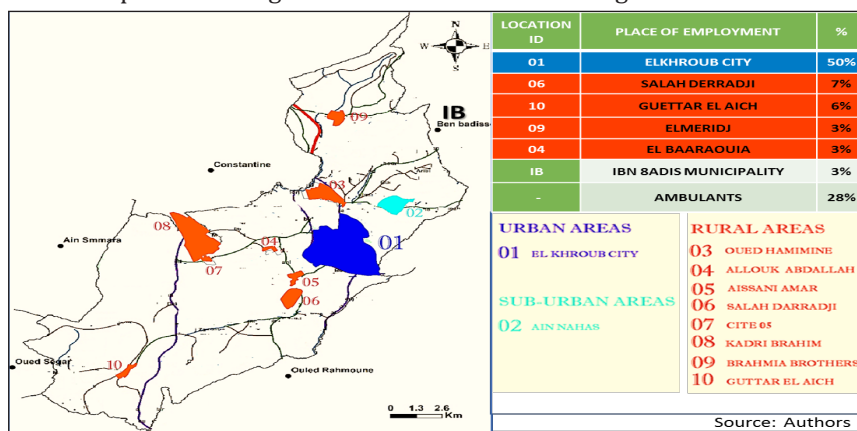 N
W E
S
IB
Ben badisse
Constantine
Ain Smmara
Oued Segar
Ouled Rahmoune
09
03
02
08
01
04
07
05
06
10
0 1.3 2.6
Km
LOCATION ID PLACE OF EMPLOYMENT %
01 ELKHROUB CITY 50%
06 SALAH DERRADJI 7%
10 GUETTAR EL AICH 6%
09 ELMERIDJ 3%
04 EL BAARAOUIA 3%
IB IBN 8ADIS MUNICIPALITY 3%
- AMBULANTS 28%
URBAN AREAS
01 EL KHROUB CITY
SUB-URBAN AREAS
02 AIN NAHAS
RURAL AREAS
03 OUED HAMIMINE
04 ALLOUK ABDALLAH
05 AISSANI AMAR
06 SALAH DARRADJI
07 CITE 05
08 KADRI BRAHIM
09 BRAHMIA BROTHERS
10 GUTTAR EL AICH
Source: Authors